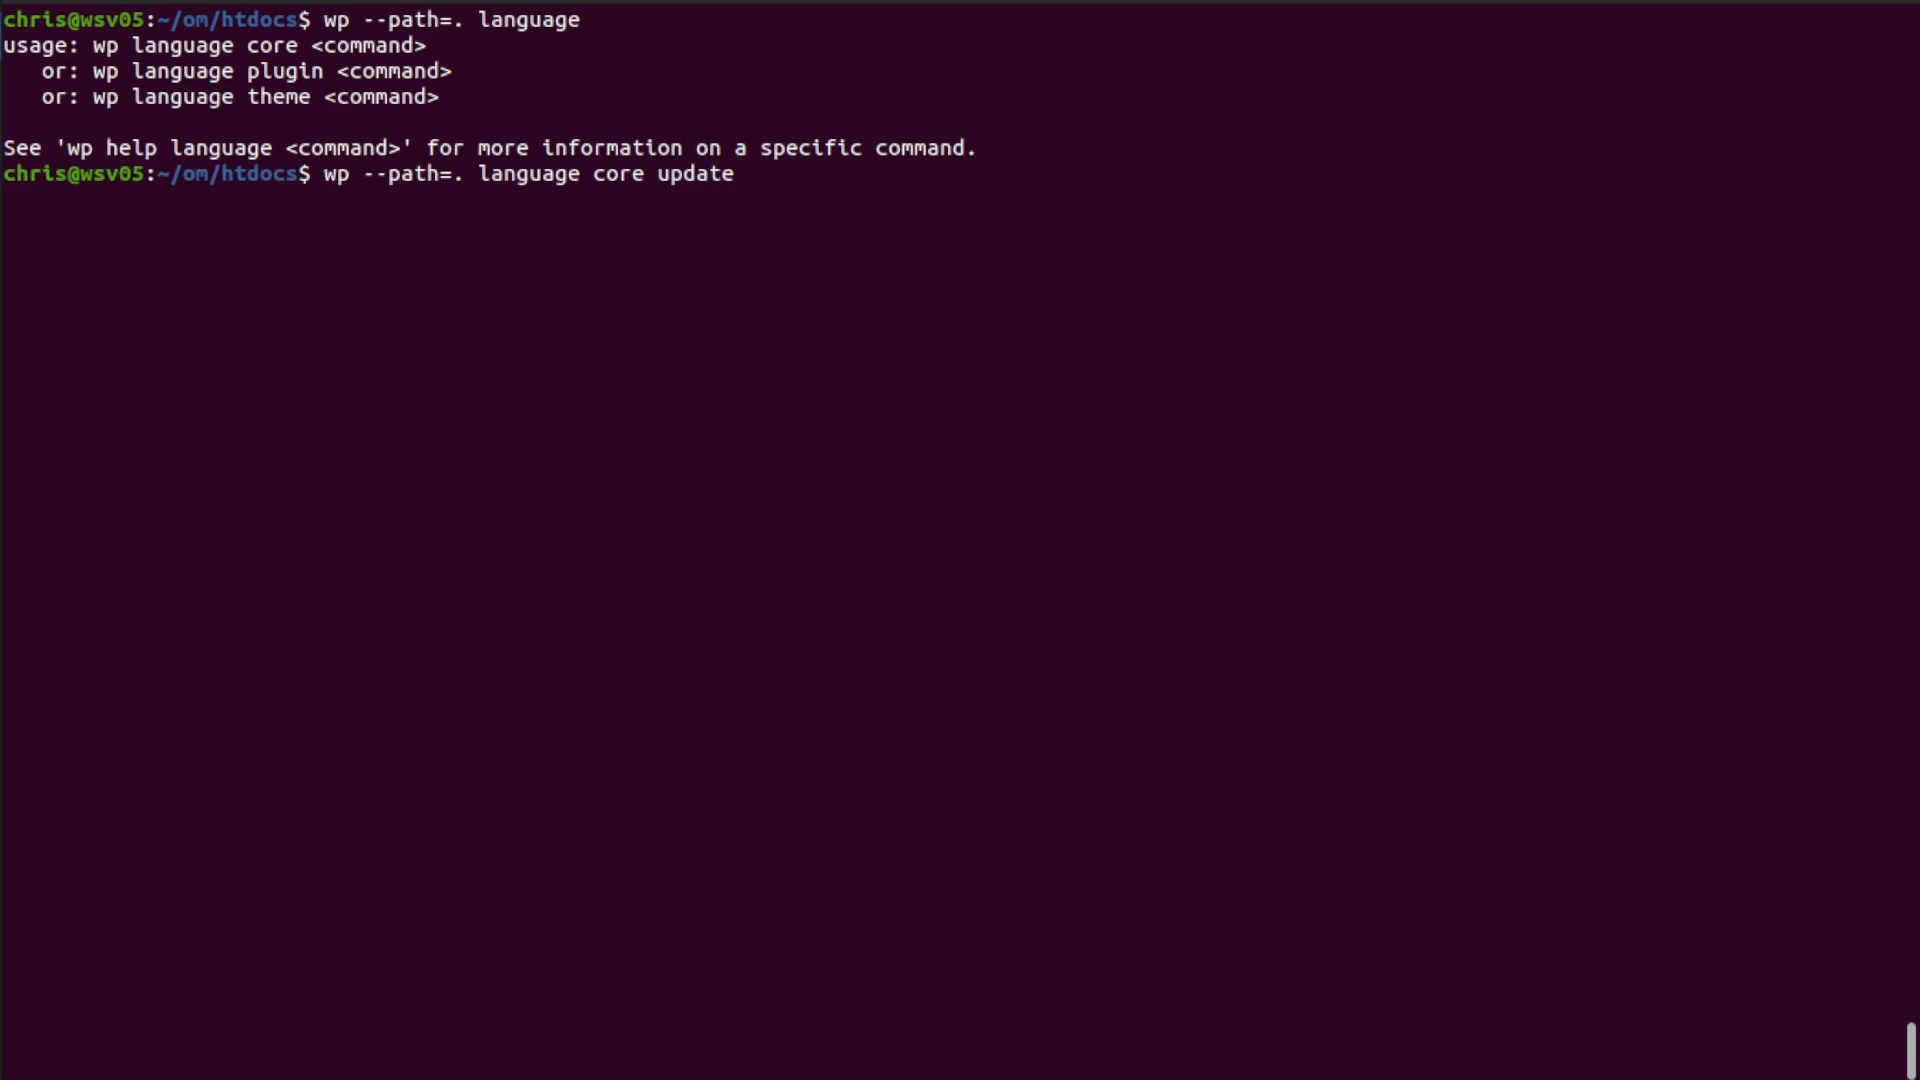 chris@wsv05:~/om/htdocs$ wp --path=. language
usage: wp language core <command>
   or: wp language plugin <command>
   or: wp language theme <command>

See 'wp help language <command>' for more information on a specific command.
chris@wsv05:~/om/htdocs$ wp --path=. language core update